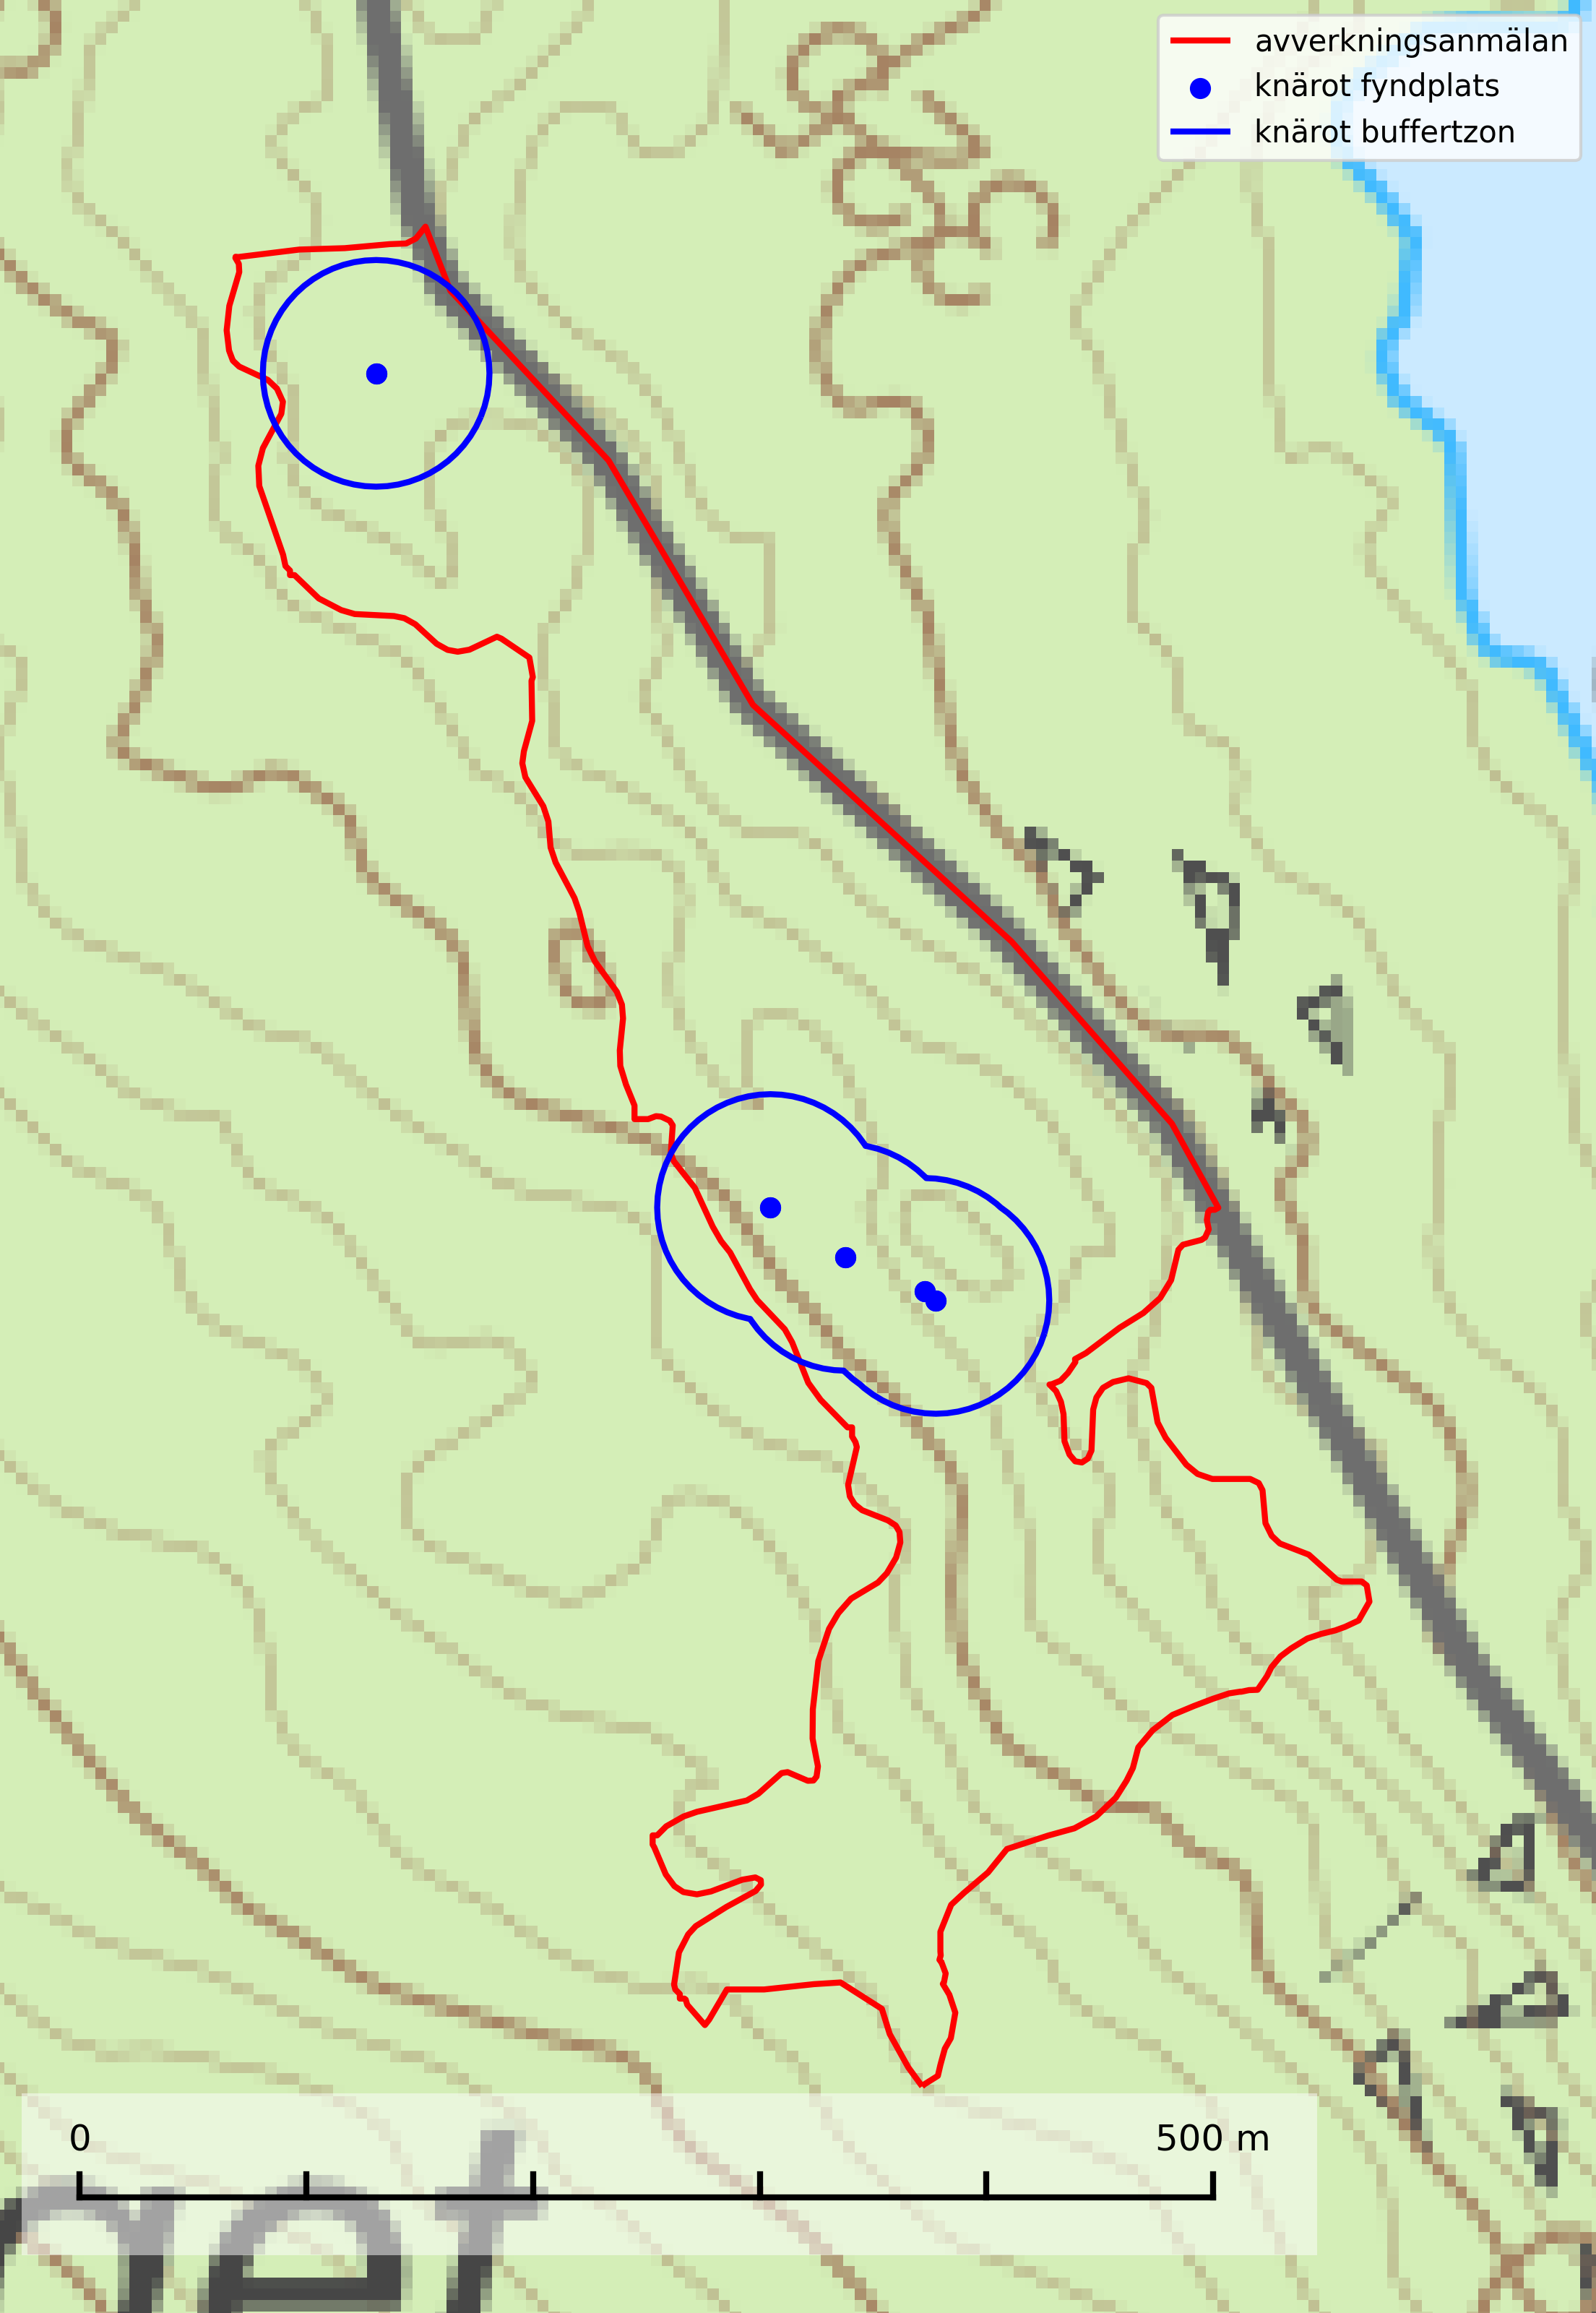 avverkningsanmälan
knärot fyndplats
knärot buffertzon
0 500 m